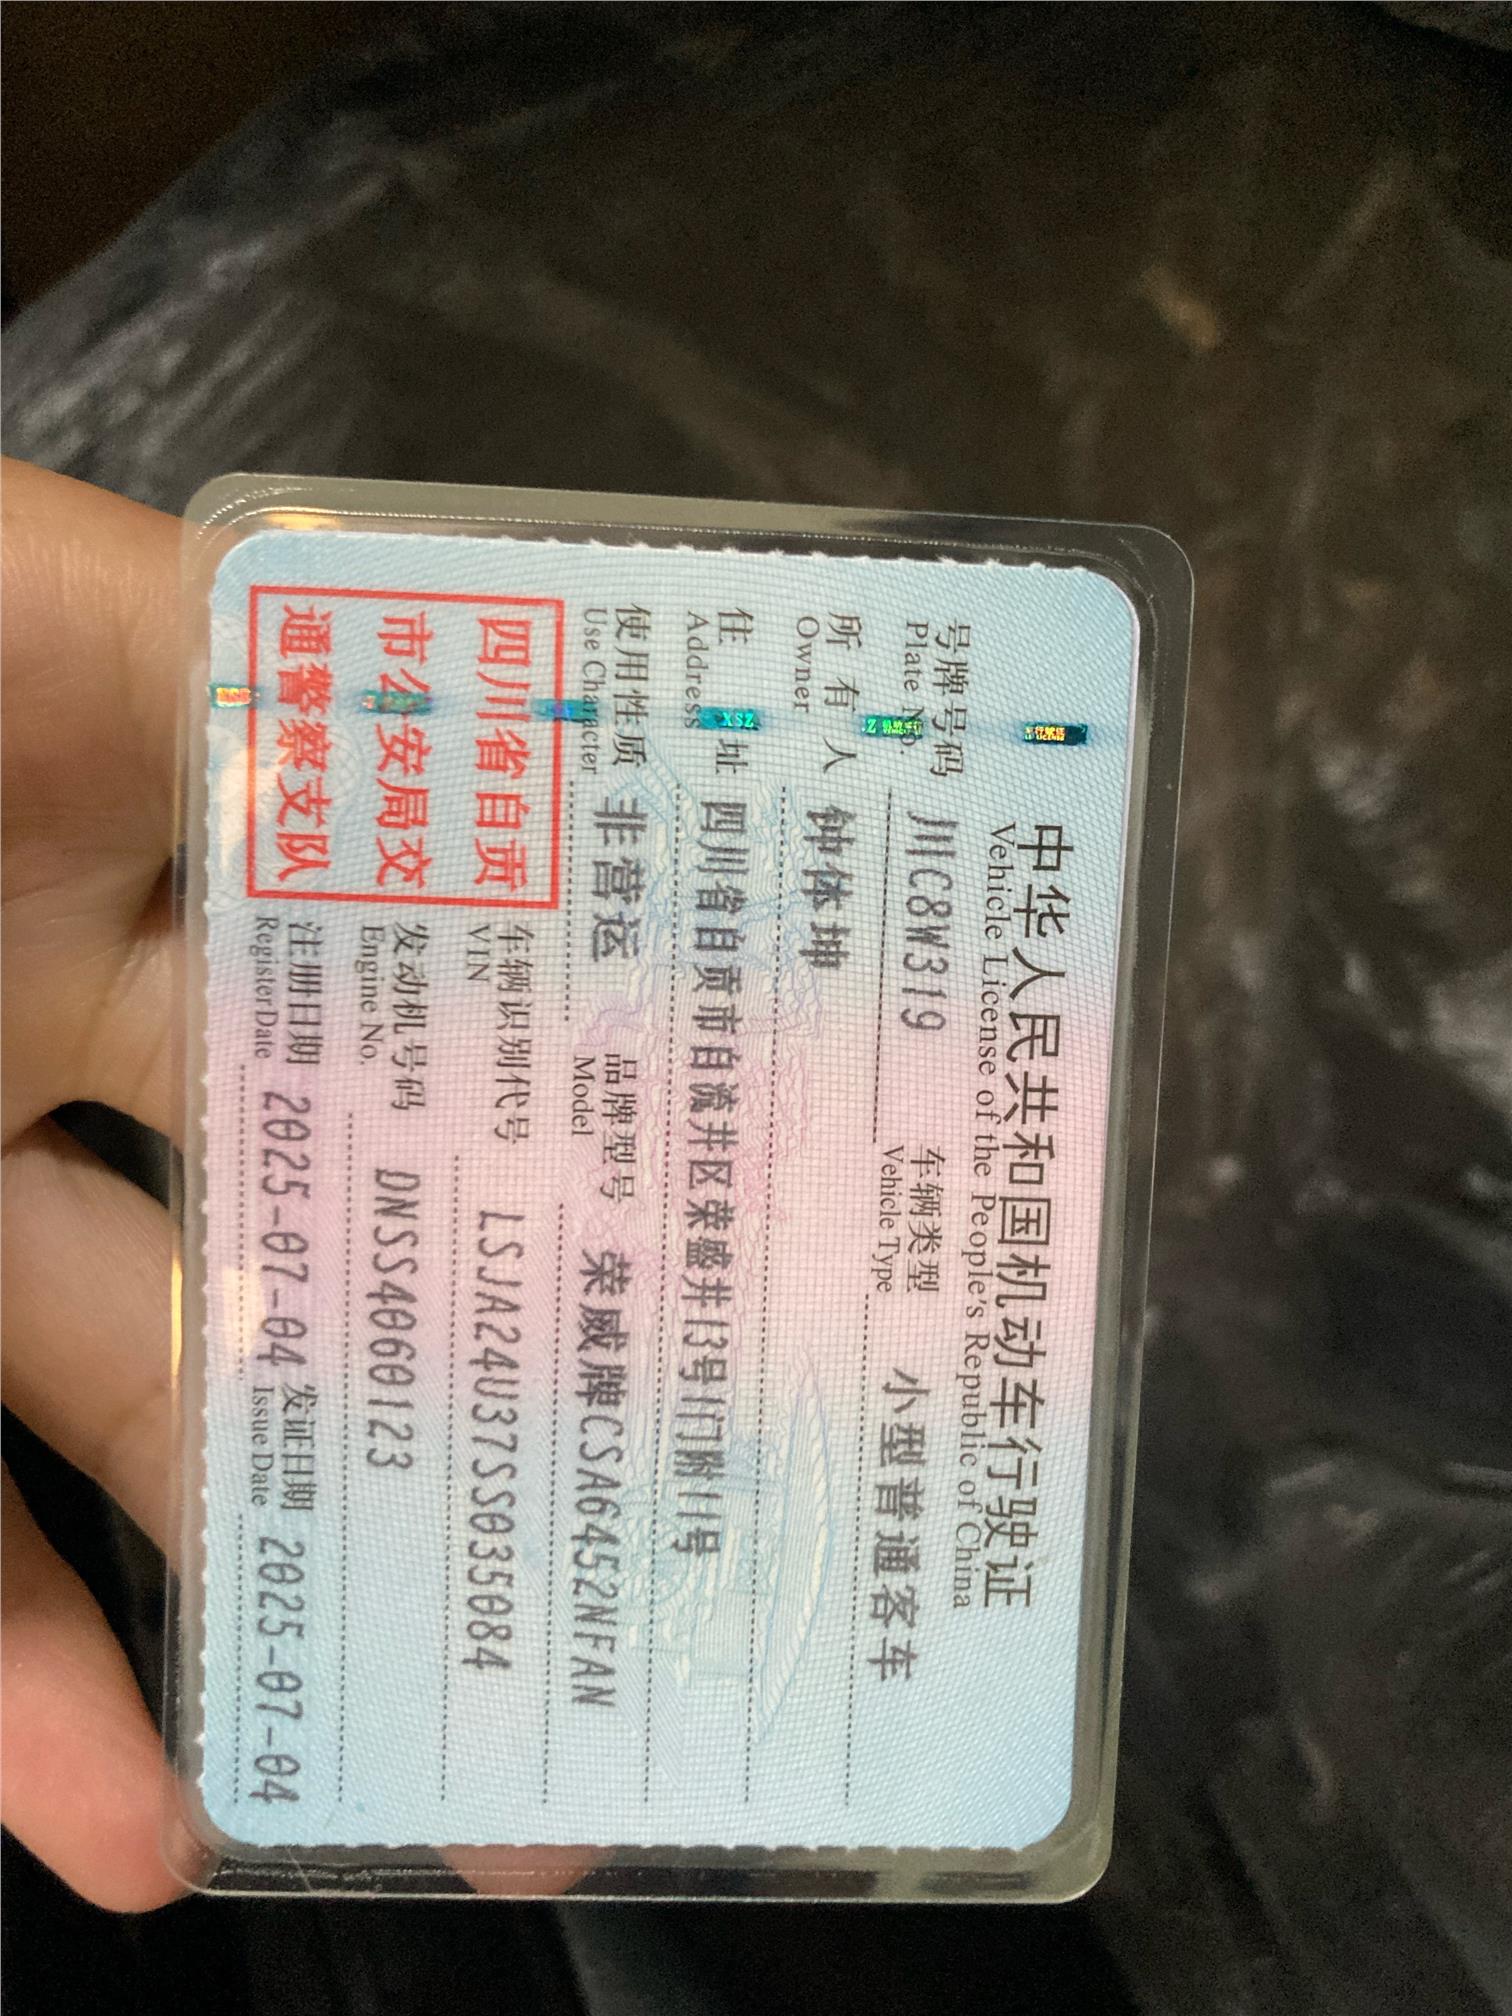 中华人民共和国机动车行驶证
Vehicle License of the People's Republic of China
号牌号码 川C8W319 车辆类型 小型普通客车
Plate No. Vehicle Type
所有人 钟体坤
Owner
住址 四川省自贡市自流井区荣盛井13号1门附11号
Address
使用性质 非营运 品牌型号 荣威牌CSA6452NFAN
Use Character Model
四川省自贡
市公安局交
通警察支队
车辆识别代号 LSJA24U37SS035084
VIN
发动机号码 DNSS4060123
Engine No.
注册日期 2025-07-04 发证日期 2025-07-04
Register Date Issue Date